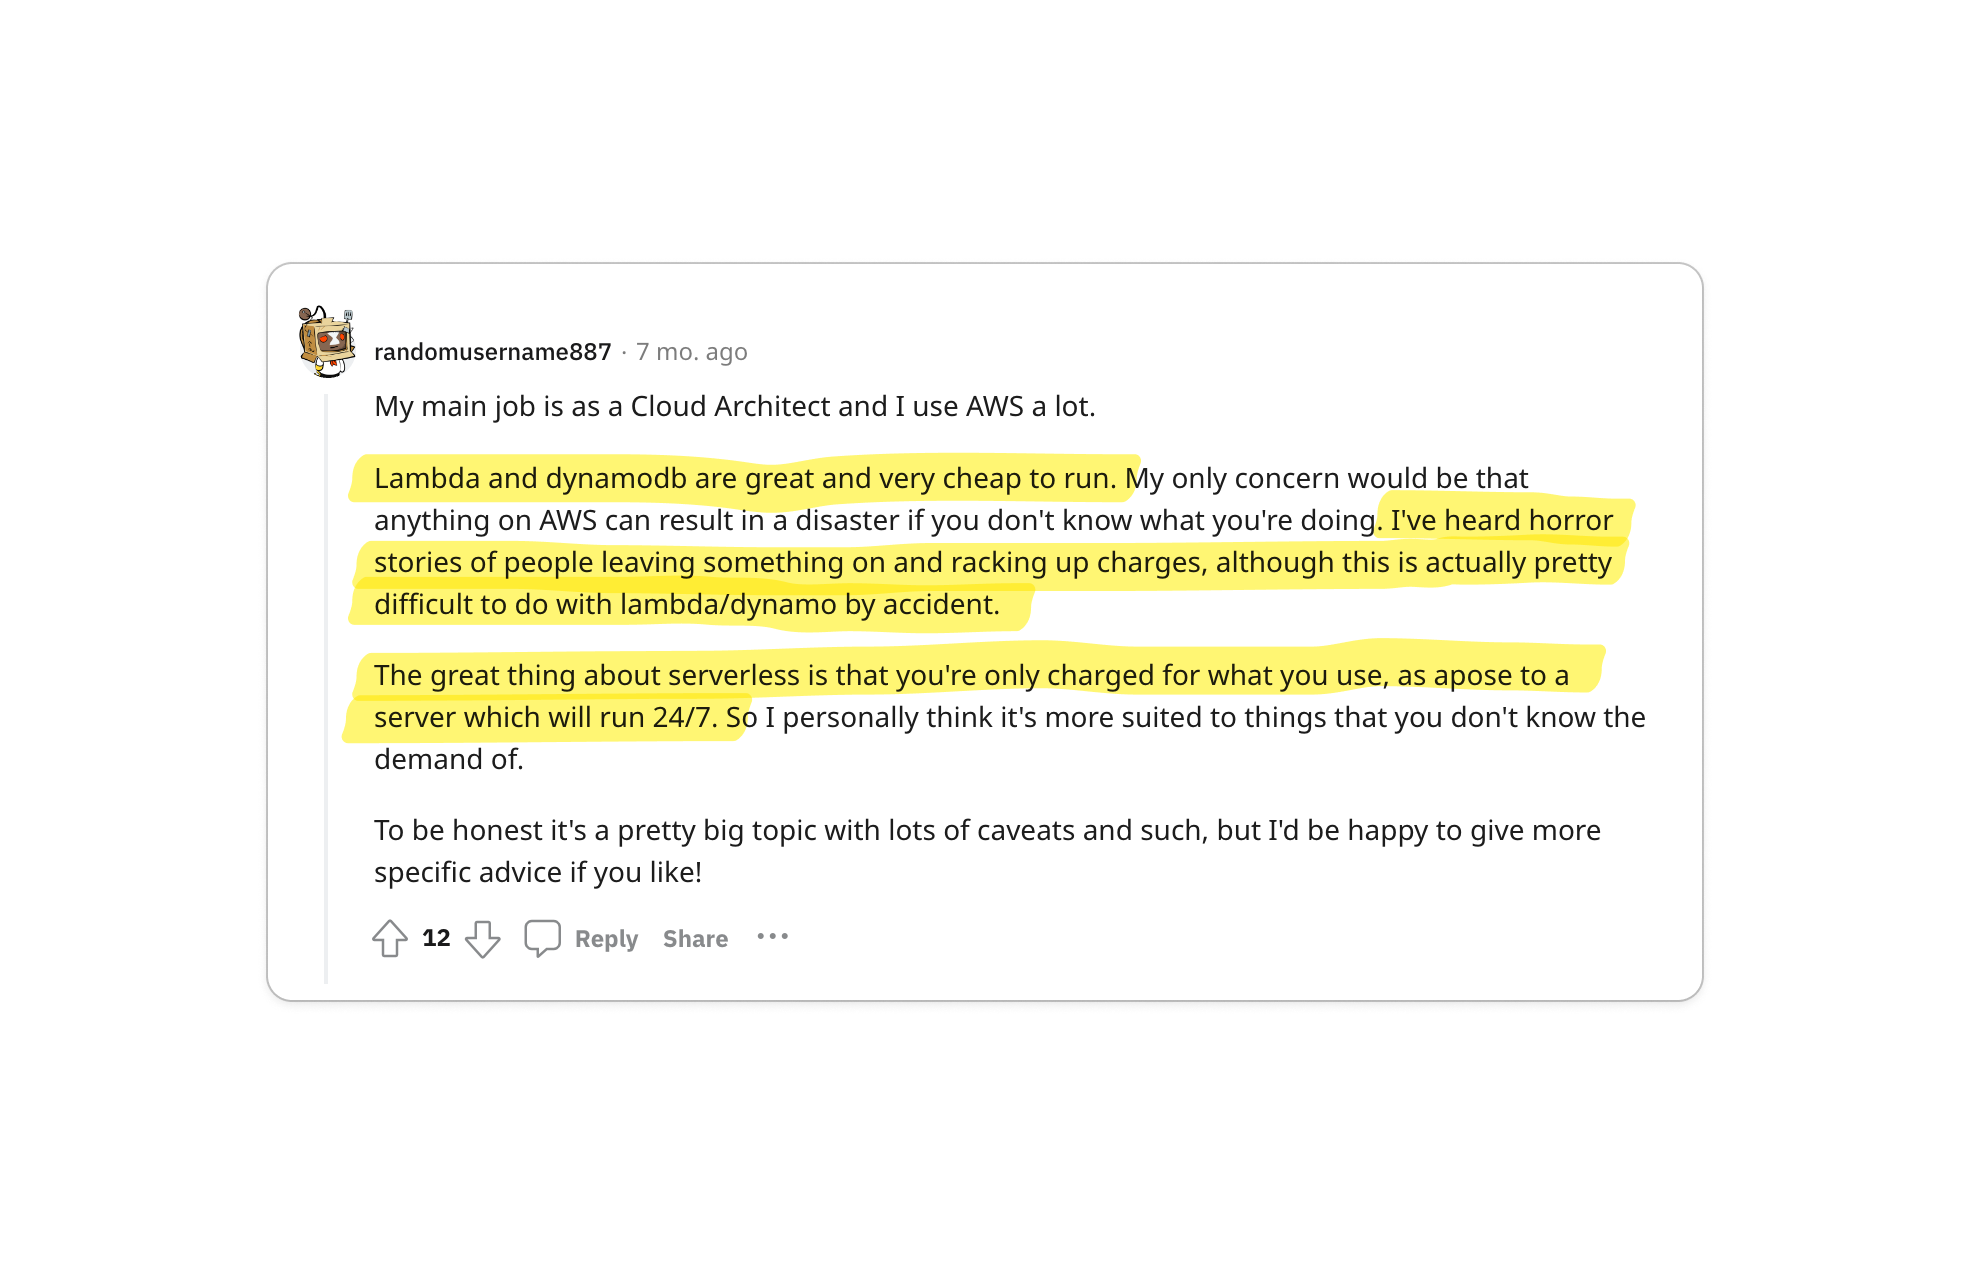 randomusername887 · 7 mo. ago
My main job is as a Cloud Architect and I use AWS a lot.
Lambda and dynamodb are great and very cheap to run. My only concern would be that
anything on AWS can result in a disaster if you don't know what you're doing. I've heard horror
stories of people leaving something on and racking up charges, although this is actually pretty
difficult to do with lambda/dynamo by accident.
The great thing about serverless is that you're only charged for what you use, as apose to a
server which will run 24/7. So I personally think it's more suited to things that you don't know the
demand of.
To be honest it's a pretty big topic with lots of caveats and such, but I'd be happy to give more
specific advice if you like!
12 Reply Share ···